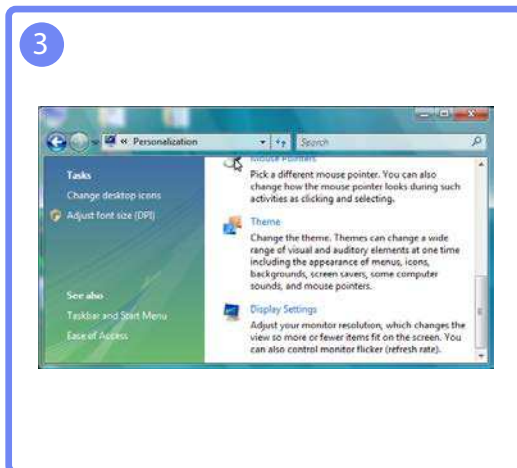 3
« Personalization
Search
Tasks
Change desktop icons
Adjust font size (DPI)
See also
Taskbar and Start Menu
Ease of Access
Mouse Pointers
Pick a different mouse pointer. You can also
change how the mouse pointer looks during such
activities as clicking and selecting.
Theme
Change the theme. Themes can change a wide
range of visual and auditory elements at one time
including the appearance of menus, icons,
backgrounds, screen savers, some computer
sounds, and mouse pointers.
Display Settings
Adjust your monitor resolution, which changes the
view so more or fewer items fit on the screen. You
can also control monitor flicker (refresh rate).